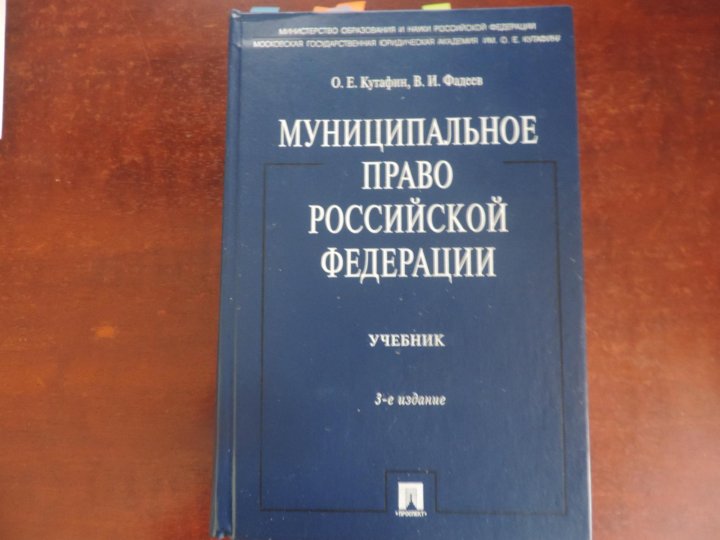 МИНИСТЕРСТВО ОБРАЗОВАНИЯ И НАУКИ РОССИЙСКОЙ ФЕДЕРАЦИИ
МОСКОВСКАЯ ГОСУДАРСТВЕННАЯ ЮРИДИЧЕСКАЯ АКАДЕМИЯ ИМ. О. Е. КУТАФИНА
О. Е. Кутафин, В. И. Фадеев
МУНИЦИПАЛЬНОЕ
ПРАВО
РОССИЙСКОЙ
ФЕДЕРАЦИИ
УЧЕБНИК
3-е издание
«ПРОСПЕКТ»